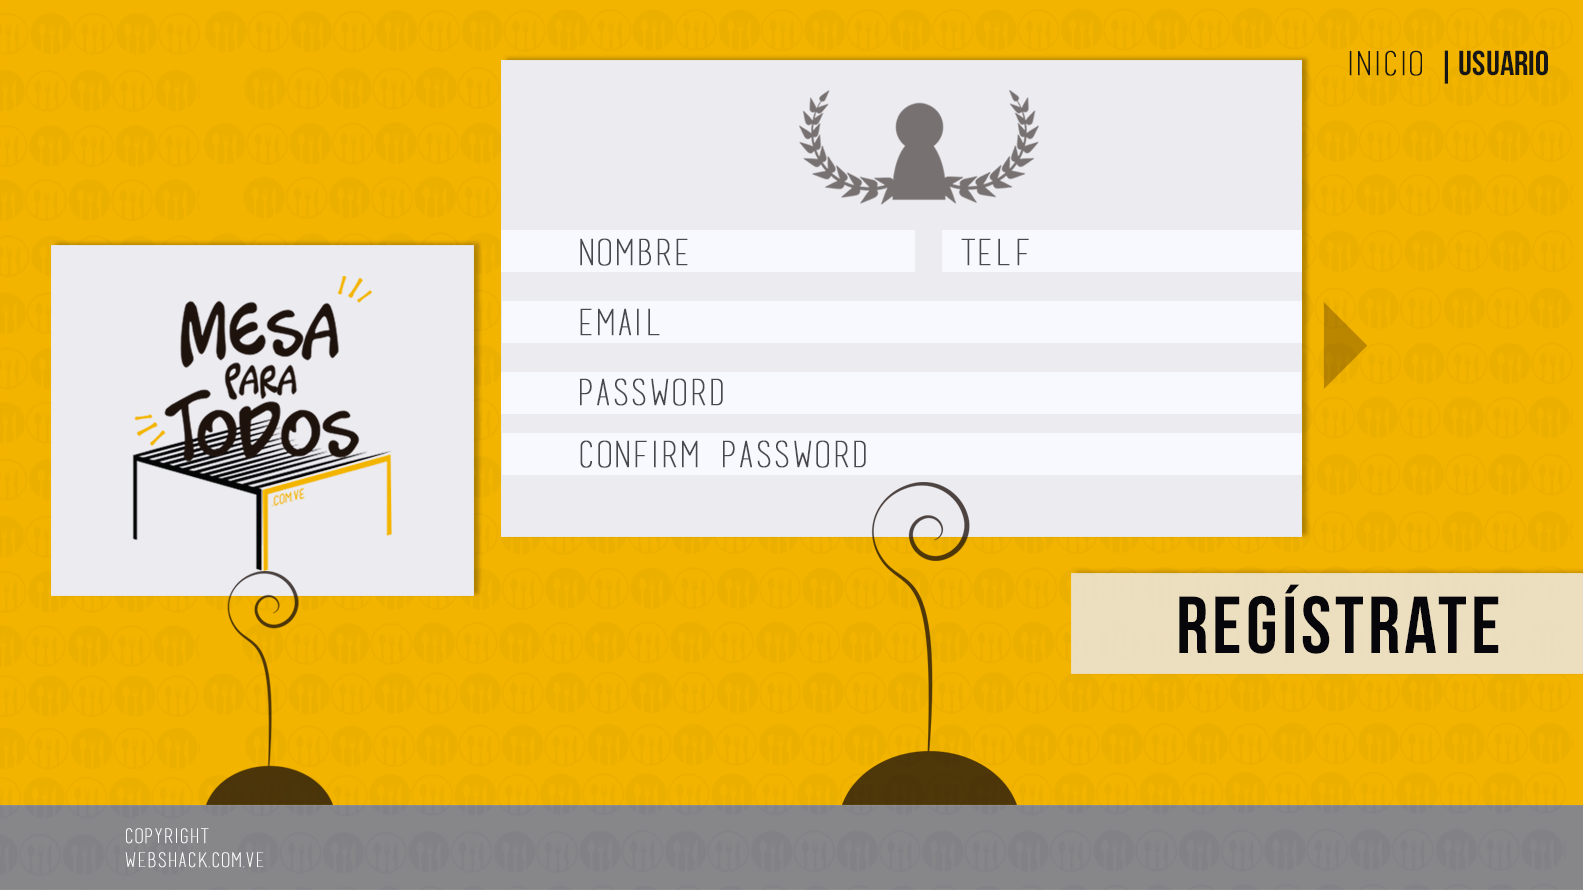 INICIO | USUARIO
MESA
PARA
TODOS
.COM.VE
NOMBRE
TELF
EMAIL
PASSWORD
CONFIRM PASSWORD
REGÍSTRATE
COPYRIGHT
WEBSHACK.COM.VE